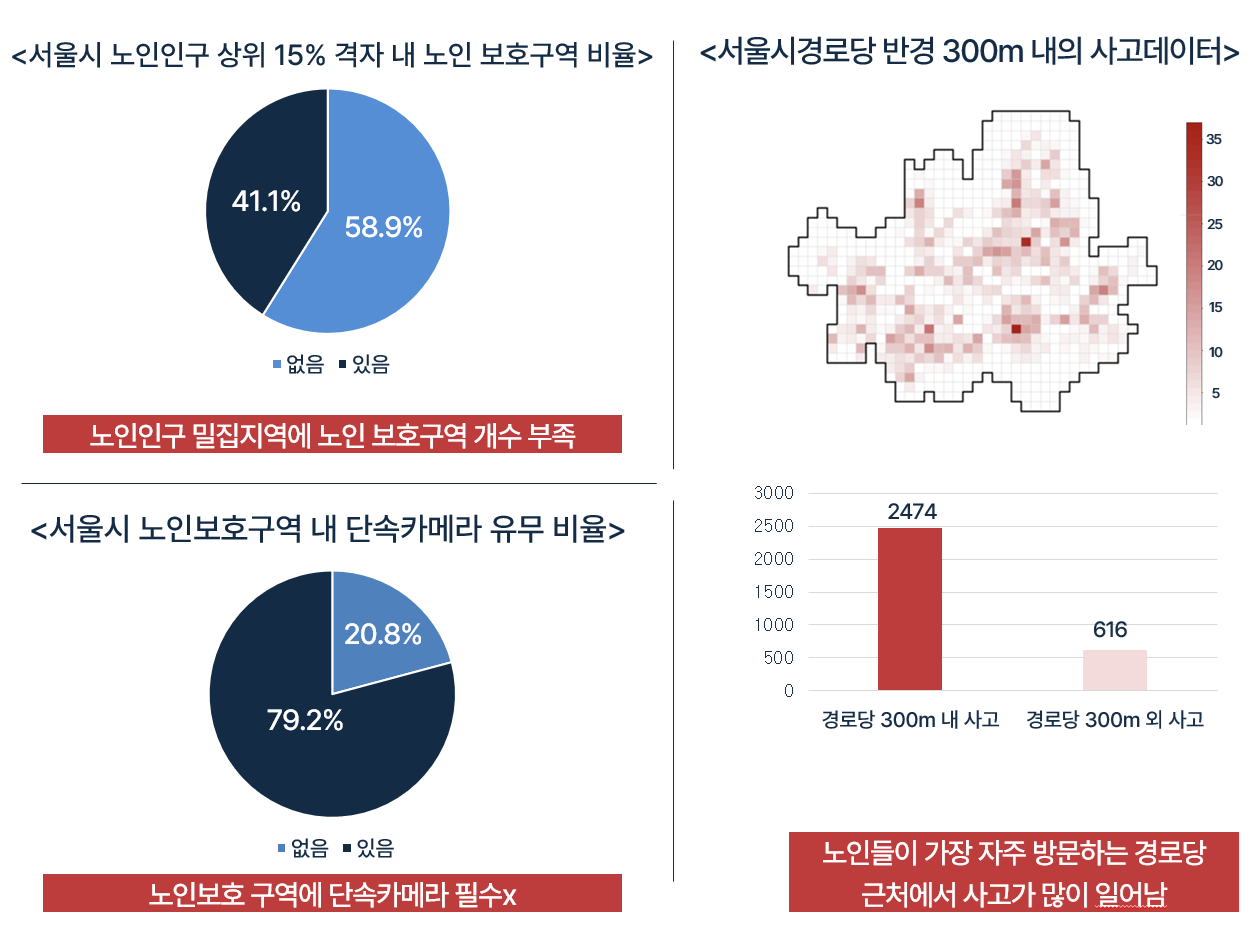 <서울시 노인인구 상위 15% 격자 내 노인 보호구역 비율>
41.1%
58.9%
없음 있음
노인인구 밀집지역에 노인 보호구역 개수 부족
<서울시 노인보호구역 내 단속카메라 유무 비율>
20.8%
79.2%
없음 있음
노인보호 구역에 단속카메라 필수x
<서울시경로당 반경 300m 내의 사고데이터>
35
30
25
20
15
10
5
3000
2500
2000
1500
1000
500
0
2474
616
경로당 300m 내 사고 경로당 300m 외 사고
노인들이 가장 자주 방문하는 경로당
근처에서 사고가 많이 일어남